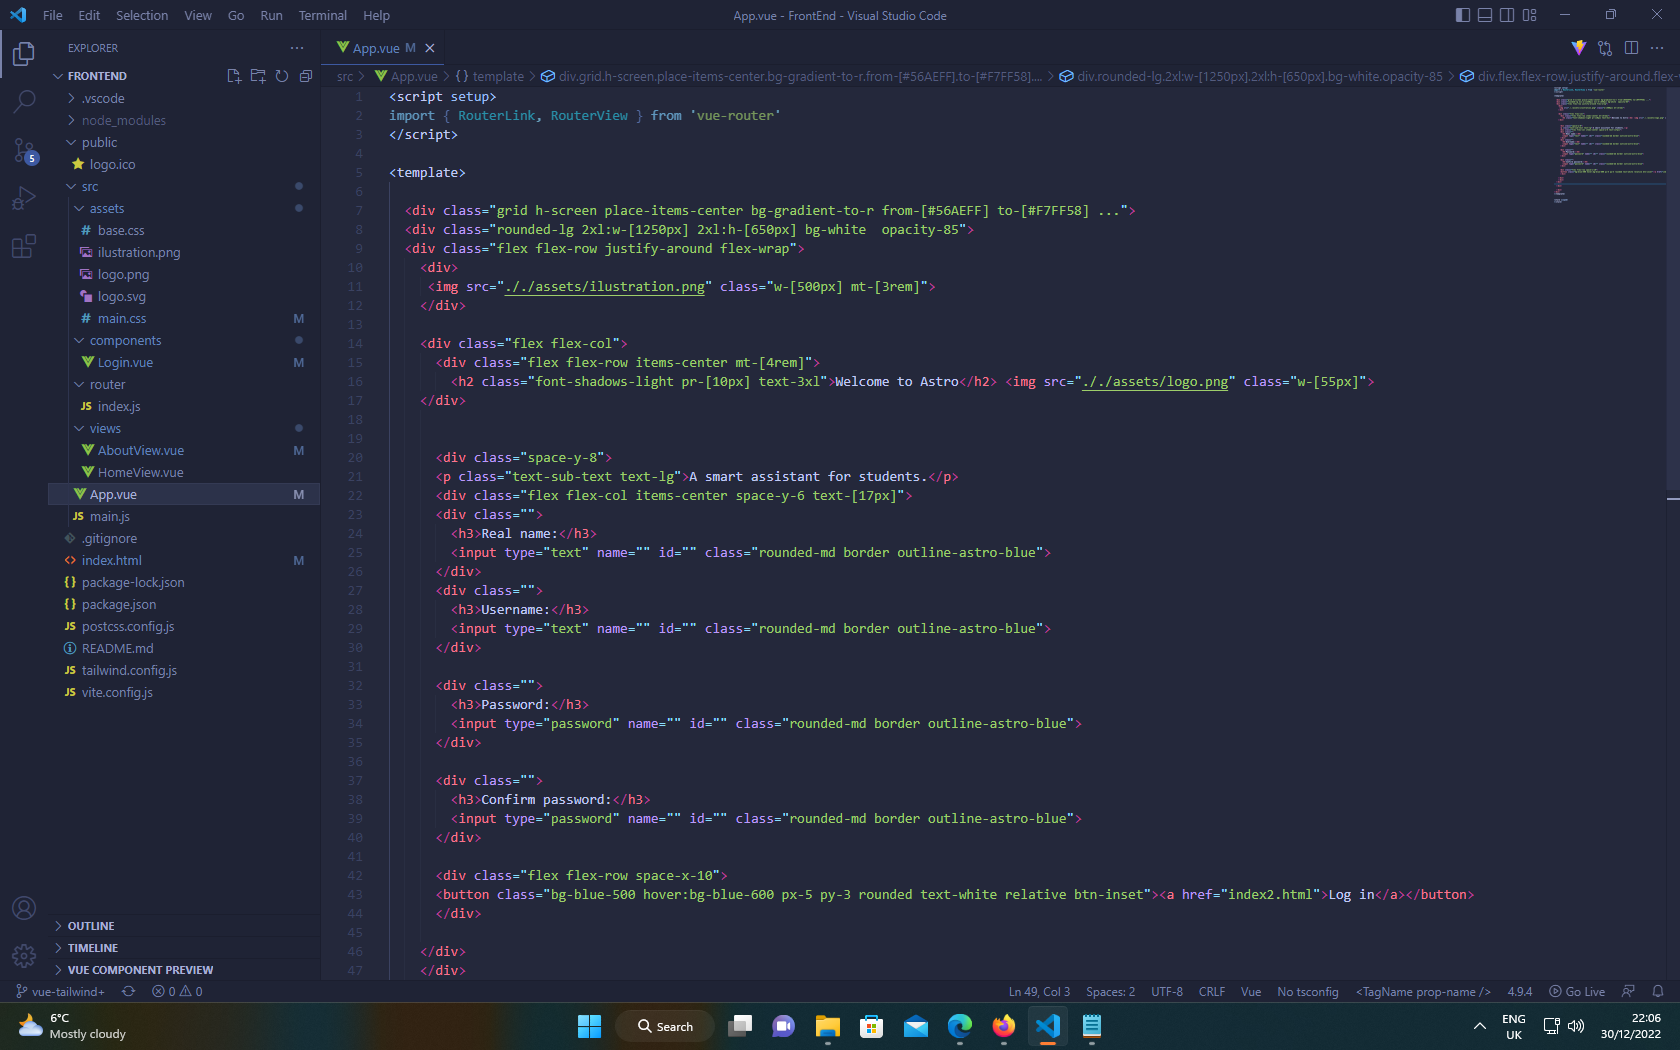 File Edit Selection View Go Run Terminal Help
App.vue - FrontEnd - Visual Studio Code
EXPLORER
FRONTEND
.vscode
node_modules
public
logo.ico
src
assets
base.css
ilustration.png
logo.png
logo.svg
main.css M
components
Login.vue M
router
index.js
views
AboutView.vue M
HomeView.vue
App.vue M
main.js
.gitignore
index.html M
package-lock.json
package.json
postcss.config.js
README.md
tailwind.config.js
vite.config.js
OUTLINE
TIMELINE
VUE COMPONENT PREVIEW
5
App.vue M
src > App.vue > {} template > div.grid.h-screen.place-items-center.bg-gradient-to-r.from-[#56AEFF].to-[#F7FF58].... > div.rounded-lg.2xl:w-[1250px].2xl:h-[650px].bg-white.opacity-85 > div.flex.flex-row.justify-around.flex-
1 <script setup>
2 import { RouterLink, RouterView } from 'vue-router'
3 </script>
4
5 <template>
6
7 <div class="grid h-screen place-items-center bg-gradient-to-r from-[#56AEFF] to-[#F7FF58] ...">
8 <div class="rounded-lg 2xl:w-[1250px] 2xl:h-[650px] bg-white  opacity-85">
9 <div class="flex flex-row justify-around flex-wrap">
10 <div>
11 <img src="././assets/ilustration.png" class="w-[500px] mt-[3rem]">
12 </div>
13
14 <div class="flex flex-col">
15 <div class="flex flex-row items-center mt-[4rem]">
16 <h2 class="font-shadows-light pr-[10px] text-3xl">Welcome to Astro</h2> <img src="././assets/logo.png" class="w-[55px]">
17 </div>
18
19
20 <div class="space-y-8">
21 <p class="text-sub-text text-lg">A smart assistant for students.</p>
22 <div class="flex flex-col items-center space-y-6 text-[17px]">
23 <div class="">
24 <h3>Real name:</h3>
25 <input type="text" name="" id="" class="rounded-md border outline-astro-blue">
26 </div>
27 <div class="">
28 <h3>Username:</h3>
29 <input type="text" name="" id="" class="rounded-md border outline-astro-blue">
30 </div>
31
32 <div class="">
33 <h3>Password:</h3>
34 <input type="password" name="" id="" class="rounded-md border outline-astro-blue">
35 </div>
36
37 <div class="">
38 <h3>Confirm password:</h3>
39 <input type="password" name="" id="" class="rounded-md border outline-astro-blue">
40 </div>
41
42 <div class="flex flex-row space-x-10">
43 <button class="bg-blue-500 hover:bg-blue-600 px-5 py-3 rounded text-white relative btn-inset"><a href="index2.html">Log in</a></button>
44 </div>
45
46 </div>
47 </div>
vue-tailwind+ 0 0 Ln 49, Col 3 Spaces: 2 UTF-8 CRLF Vue No tsconfig <TagName prop-name /> 4.9.4 Go Live
6°C
Mostly cloudy
Search
ENG
UK
22:06
30/12/2022